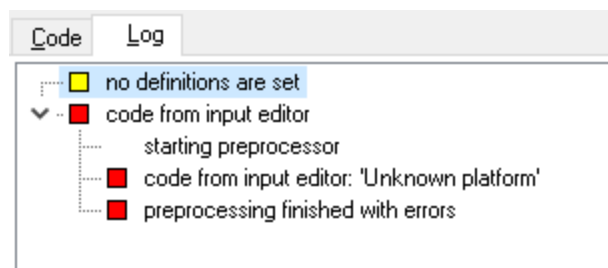 Code Log
no definitions are set
code from input editor
starting preprocessor
code from input editor: 'Unknown platform'
preprocessing finished with errors